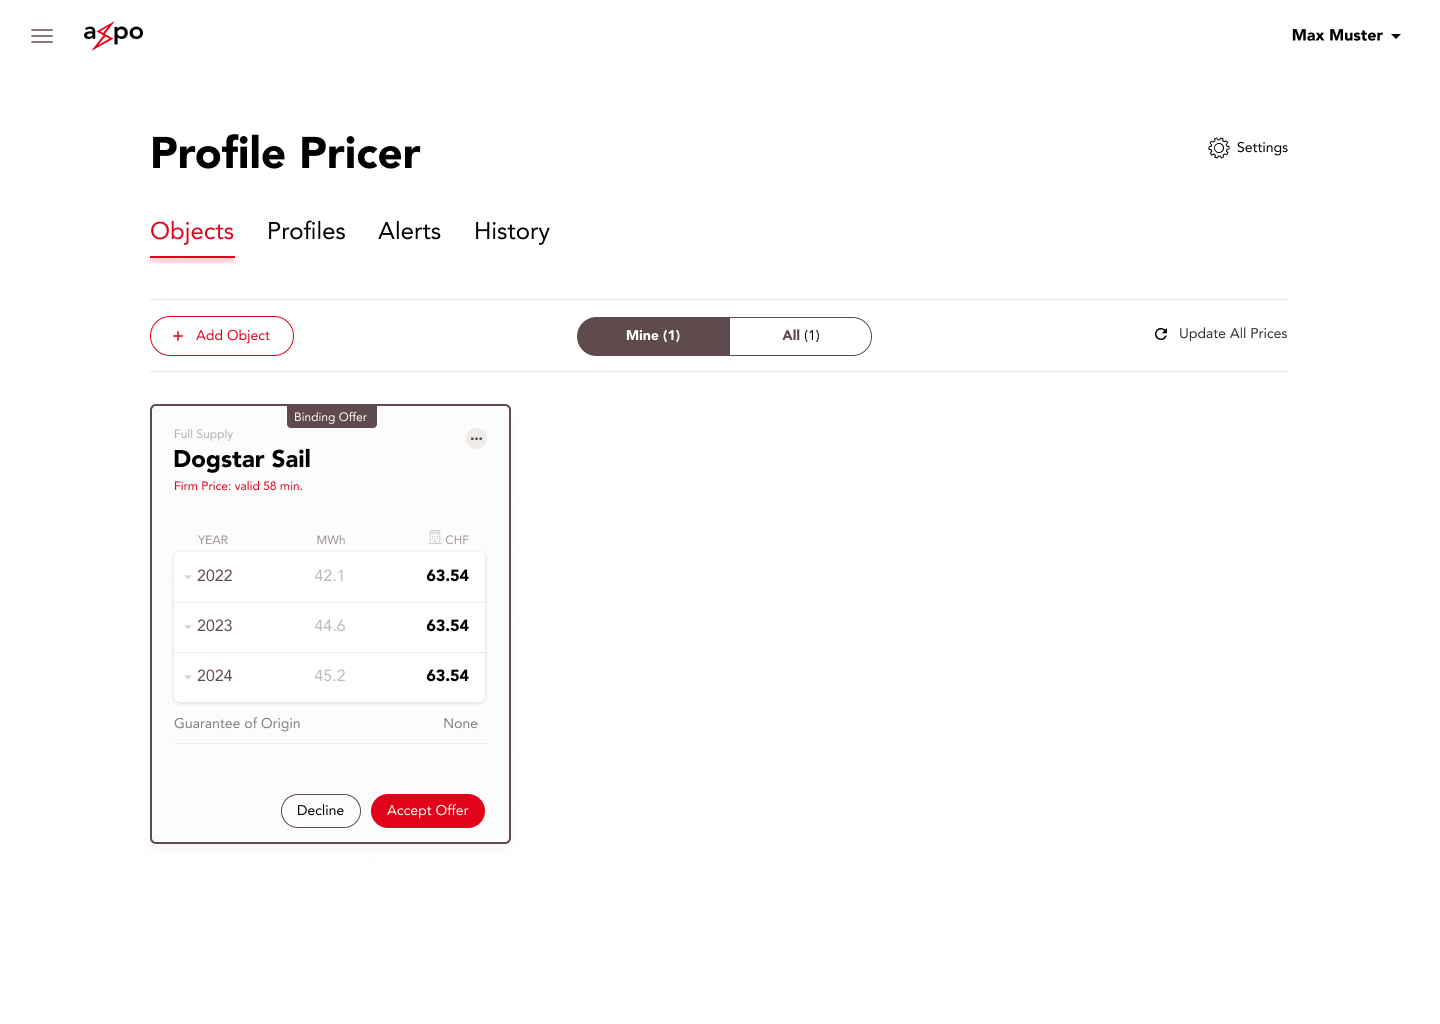 axpo
Max Muster
Profile Pricer
Settings
Objects Profiles Alerts History
+ Add Object
Mine (1) All (1)
Update All Prices
Binding Offer
Full Supply
Dogstar Sail
Firm Price: valid 58 min.
YEAR MWh CHF
2022 42.1 63.54
2023 44.6 63.54
2024 45.2 63.54
Guarantee of Origin None
Decline Accept Offer